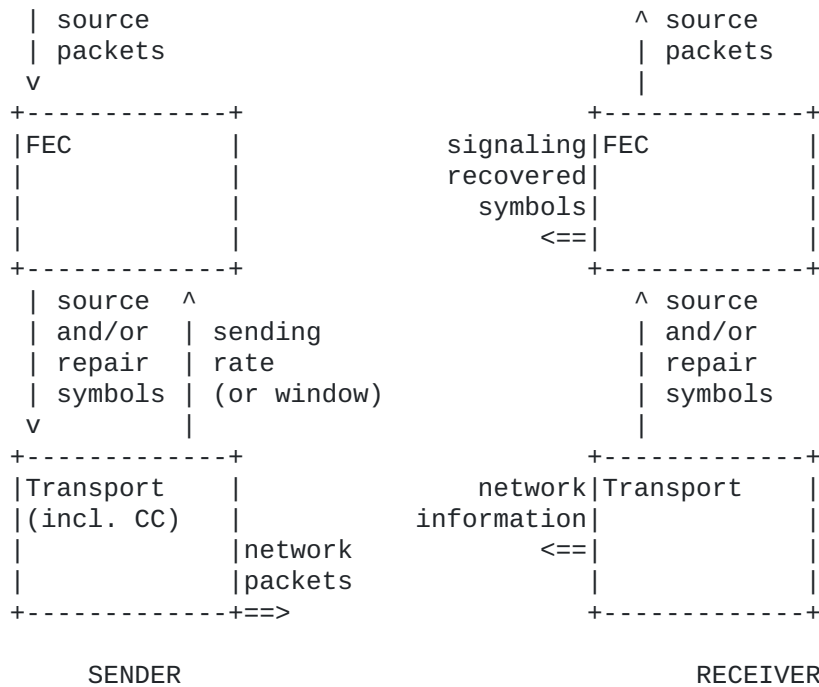 | source                                ^ source
 | packets                               | packets
 v                                       |
+-------------+                       +-------------+
|FEC          |              signaling|FEC          |
|             |              recovered|             |
|             |                symbols|             |
|             |                    <==|             |
+-------------+                       +-------------+
 | source  ^                             ^ source
 | and/or  | sending                     | and/or
 | repair  | rate                        | repair
 | symbols | (or window)                 | symbols
 v         |                             |
+-------------+                       +-------------+
|Transport    |                network|Transport    |
|(incl. CC)   |            information|             |
|             |network             <==|             |
|             |packets                |             |
+-------------+==>                    +-------------+

     SENDER                                  RECEIVER